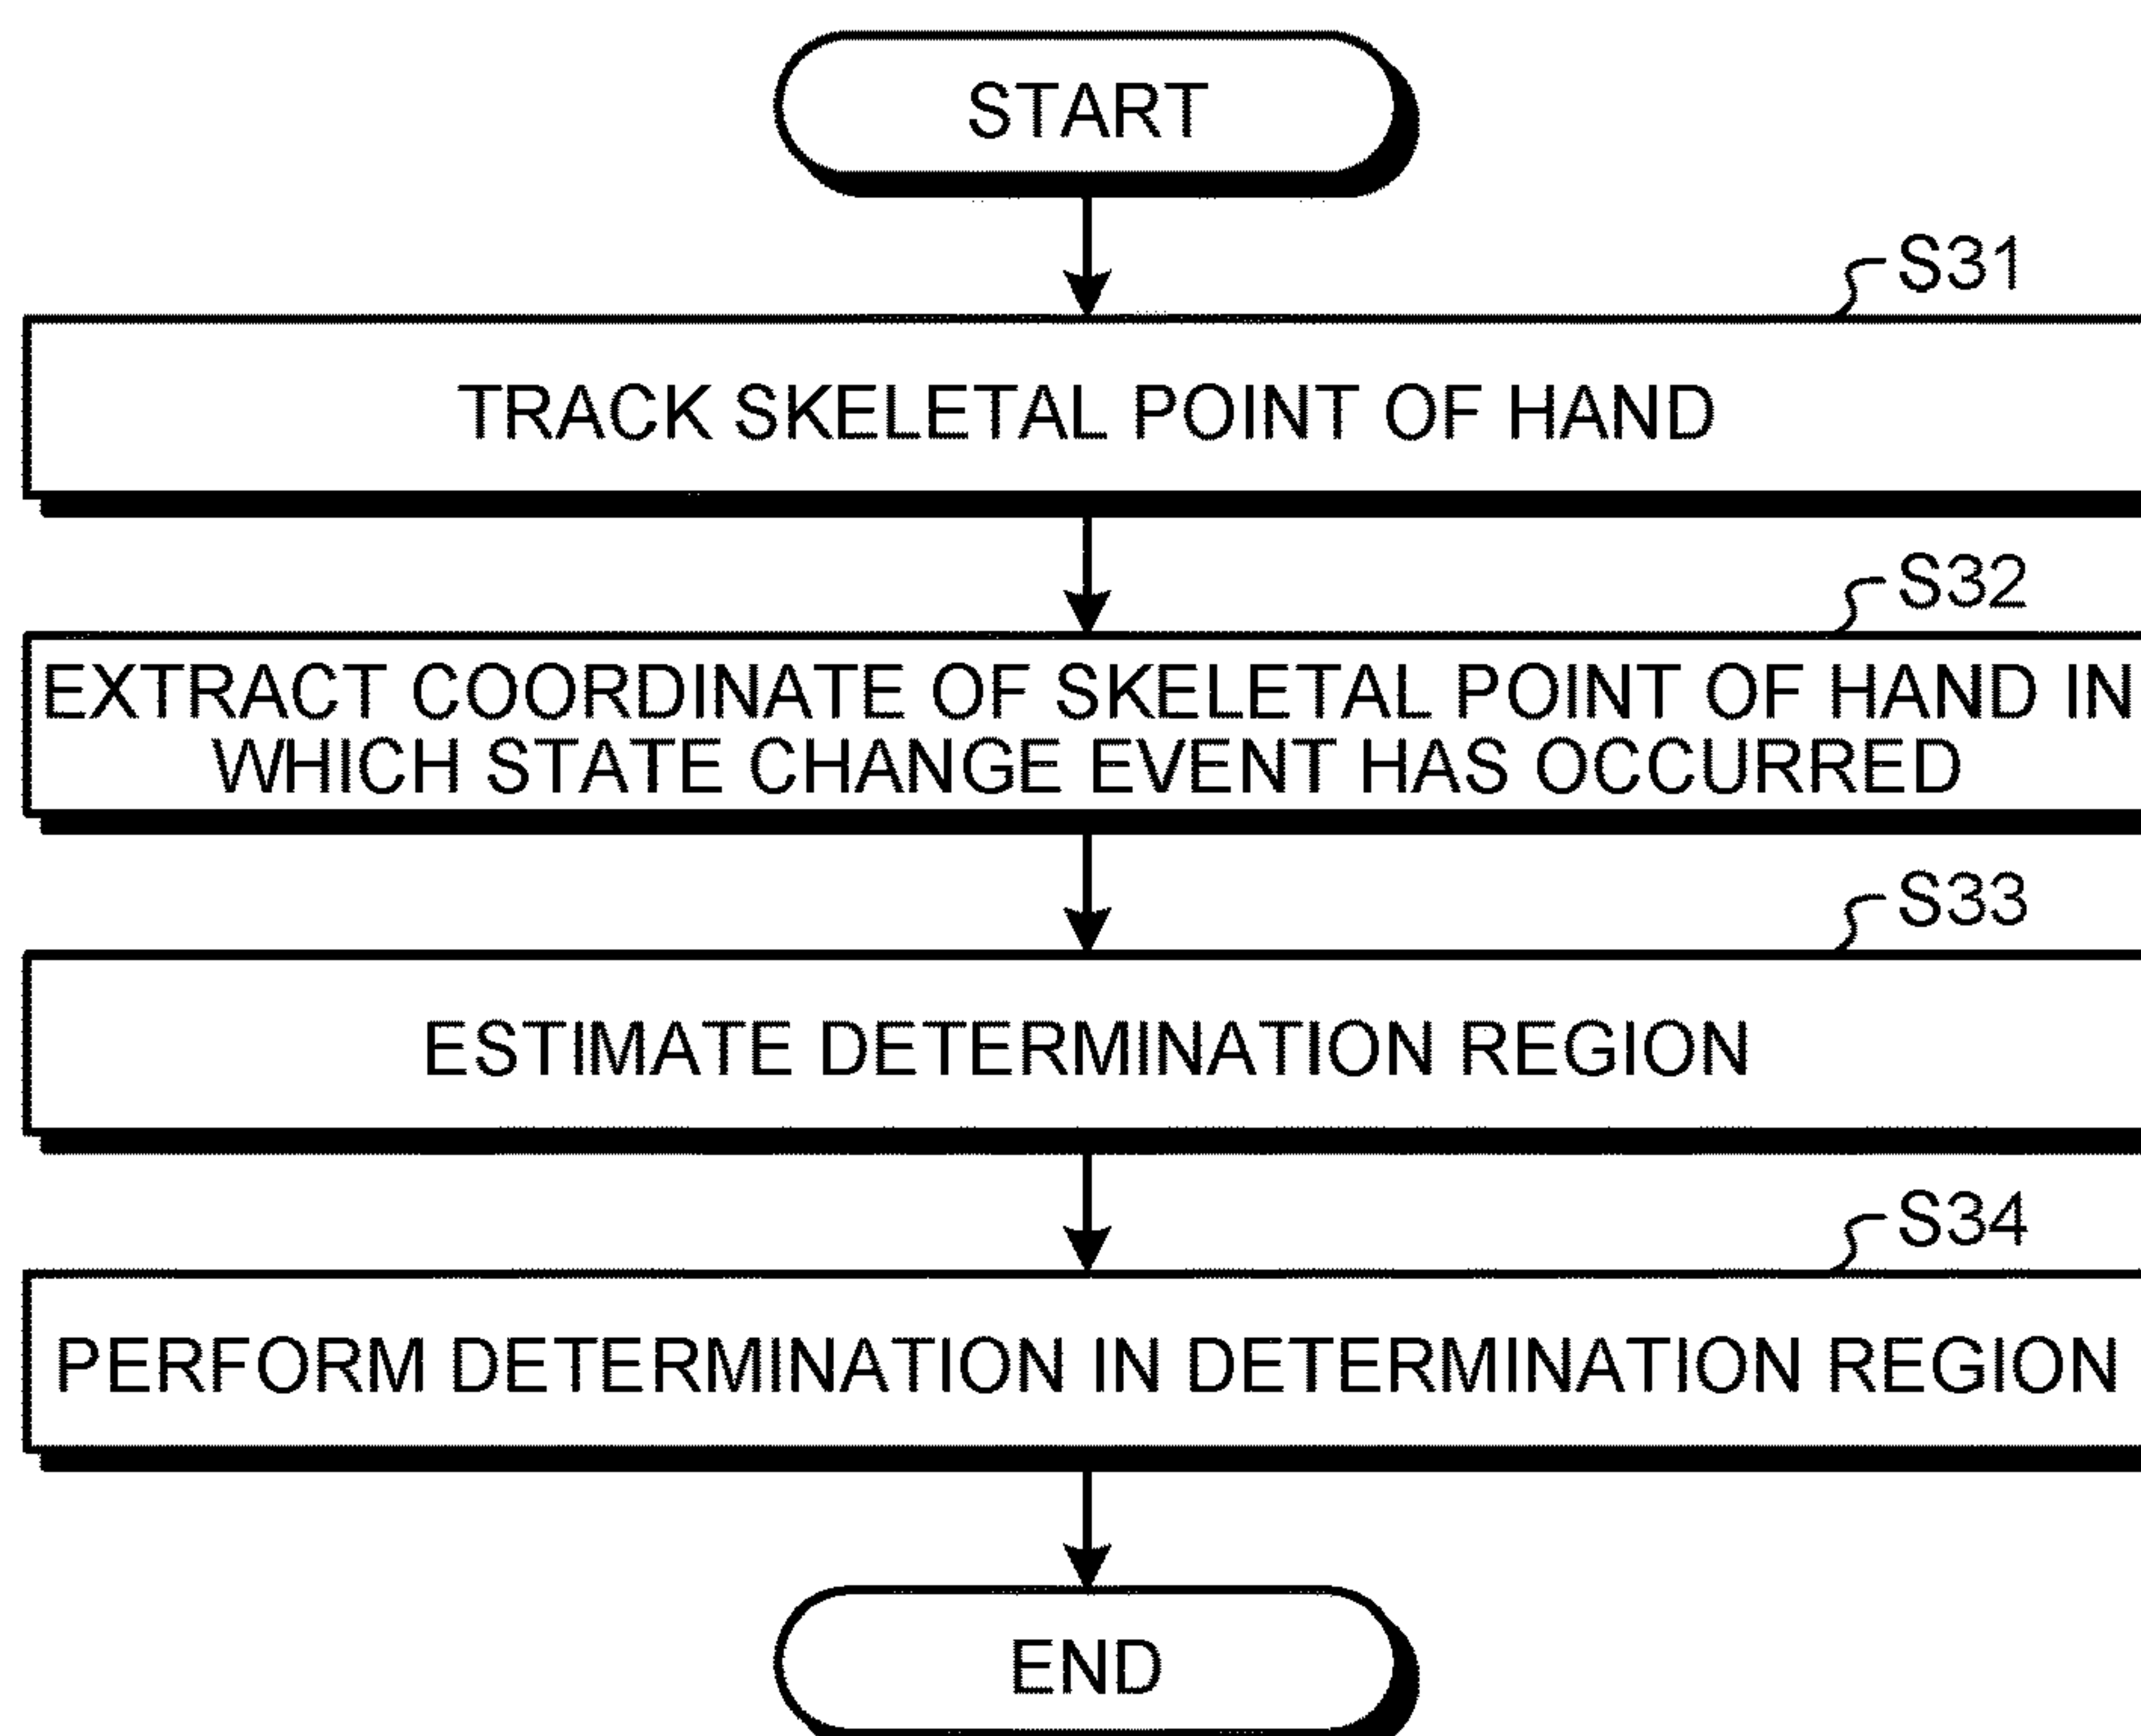 START
S31
TRACK SKELETAL POINT OF HAND
S32
EXTRACT COORDINATE OF SKELETAL POINT OF HAND IN
WHICH STATE CHANGE EVENT HAS OCCURRED
S33
ESTIMATE DETERMINATION REGION
S34
PERFORM DETERMINATION IN DETERMINATION REGION
END